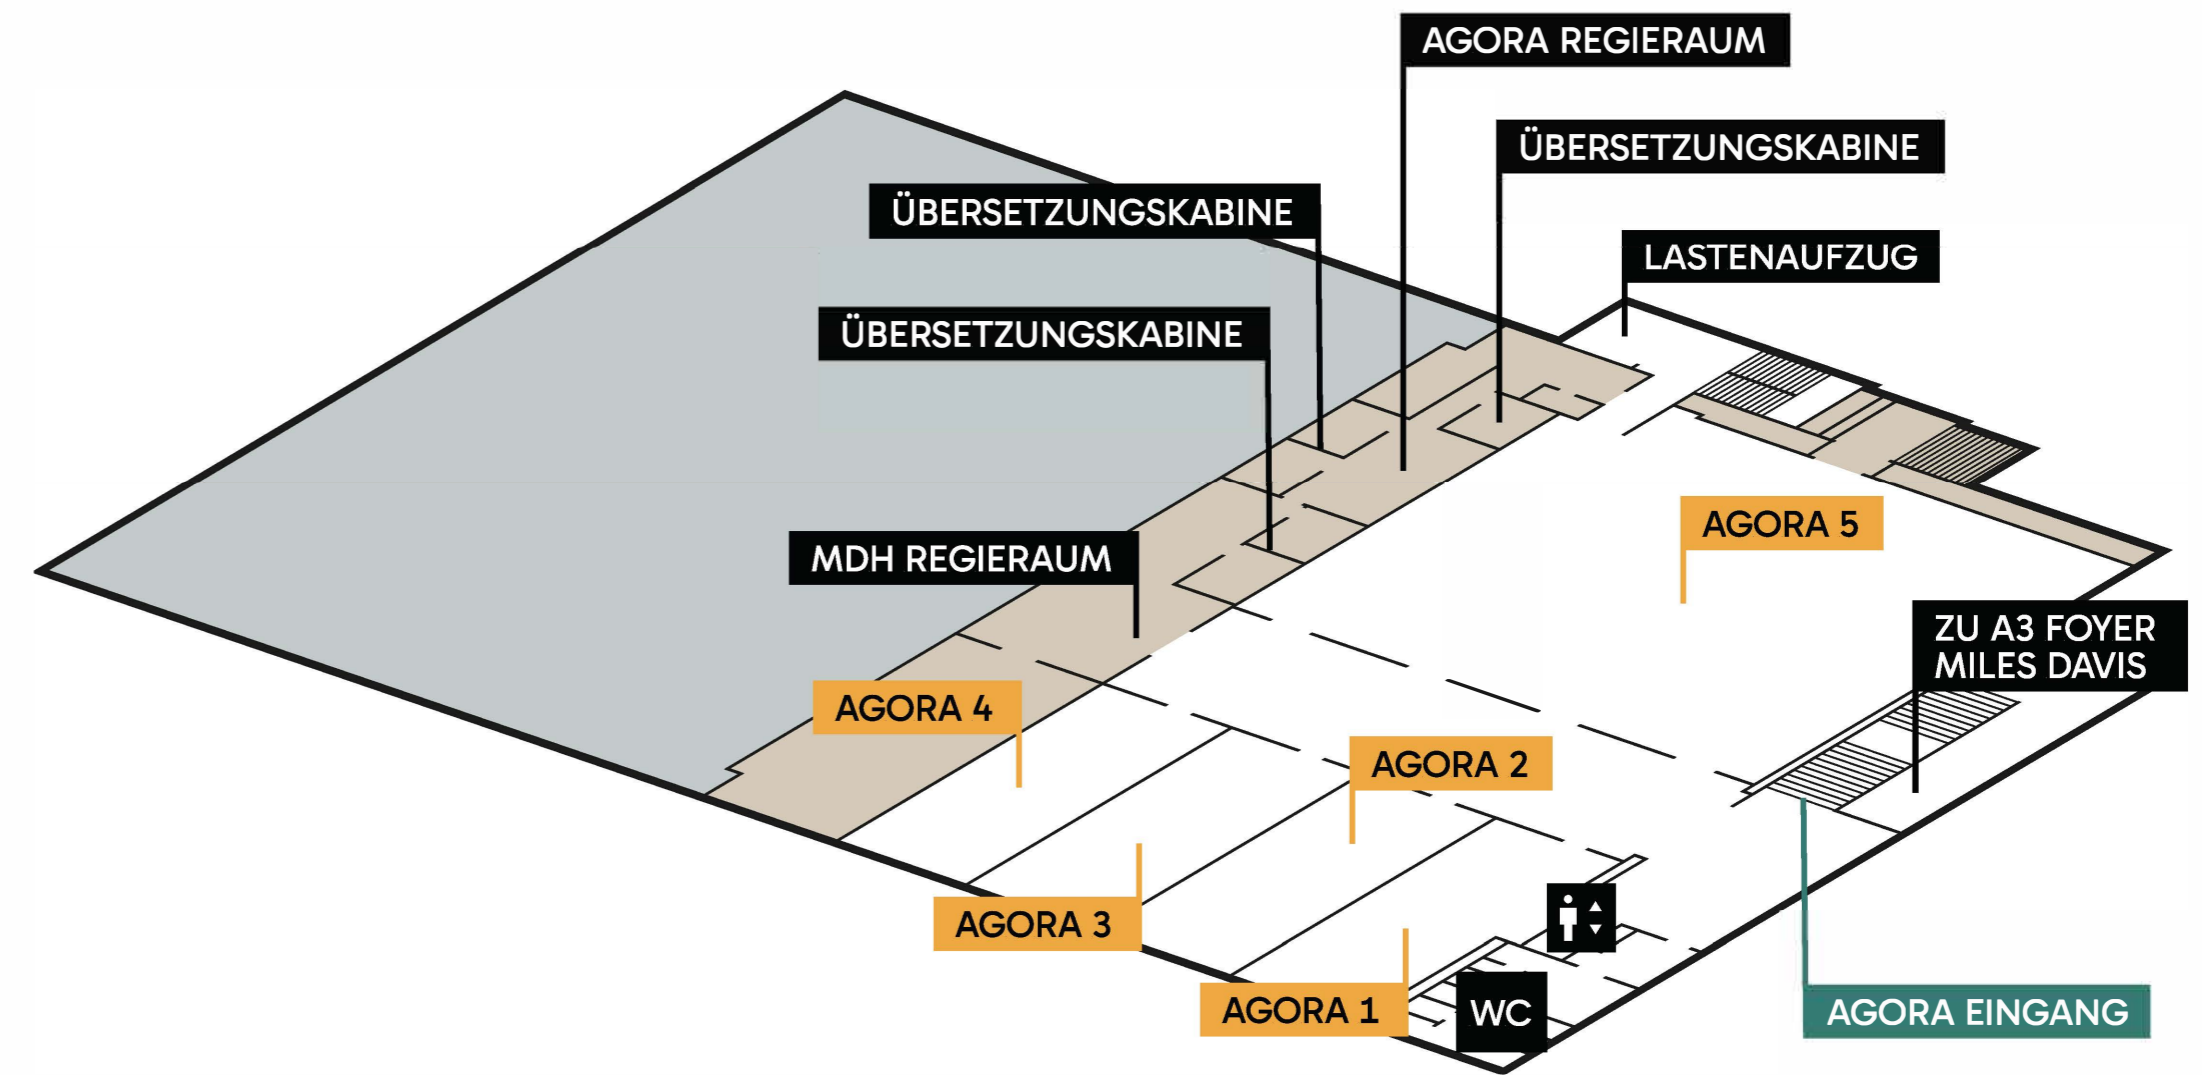 AGORA REGIERAUM
ÜBERSETZUNGSKABINE
ÜBERSETZUNGSKABINE
LASTENAUFZUG
ÜBERSETZUNGSKABINE
AGORA 5
MDH REGIERAUM
ZU A3 FOYER
MILES DAVIS
AGORA 4
AGORA 2
AGORA 3
AGORA 1
WC
AGORA EINGANG